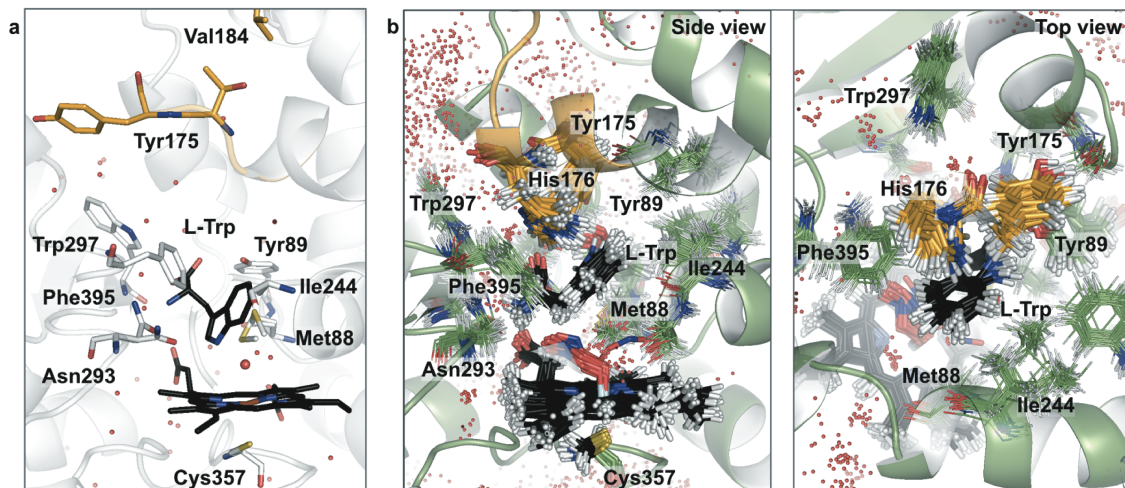 a
Val184
Tyr175
L-Trp
Trp297
Tyr89
Phe395
Ile244
Met88
Asn293
Cys357
b
Side view
Tyr175
His176
Trp297
Tyr89
L-Trp
Phe395
Ile244
Met88
Asn293
Cys357
Top view
Trp297
Tyr175
His176
Phe395
Tyr89
L-Trp
Met88
Ile244